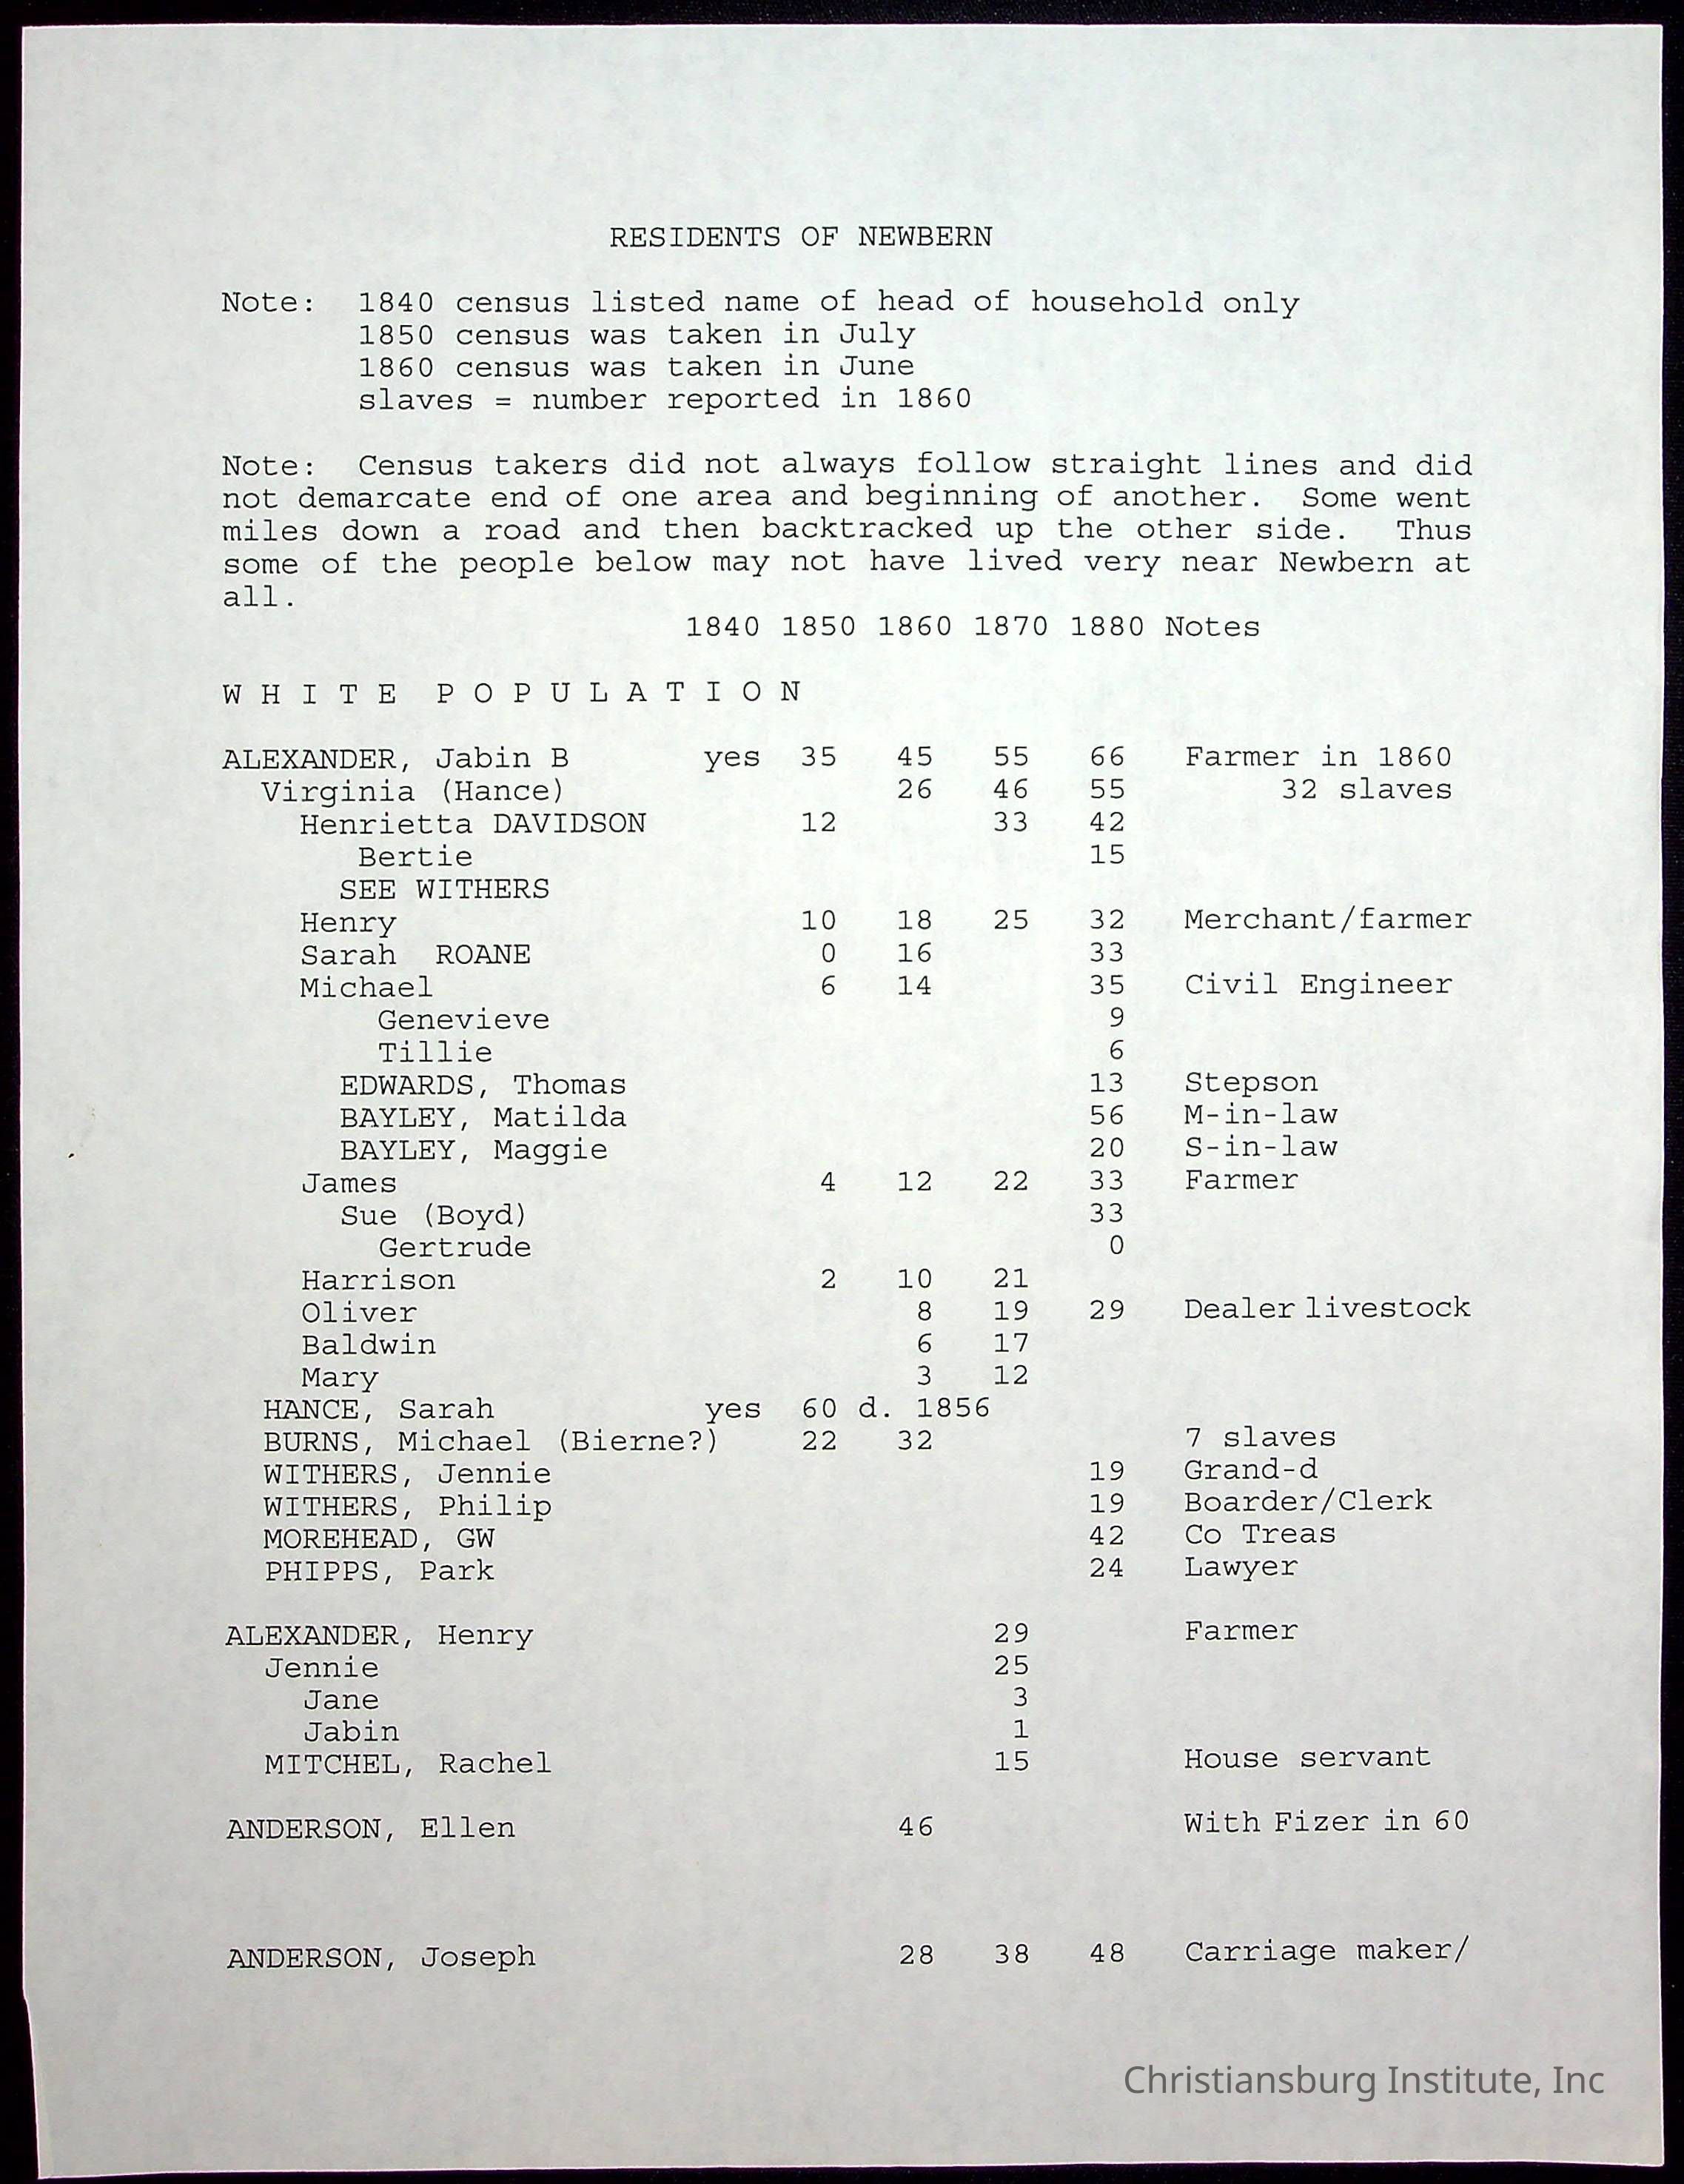 RESIDENTS OF NEWBERN
Note: 1840 census listed name of head of household only
1850 census was taken in July
1860 census was taken in June
slaves = number reported in 1860
Note: Census takers did not always follow straight lines and did
not demarcate end of one area and beginning of another. Some went
miles down a road and then backtracked up the other side. Thus
some of the people below may not have lived very near Newbern at
all.
1840 1850 1860 1870 1880 Notes
W H I T E P O P U L A T I O N
ALEXANDER, Jabin B yes 35 45 55 66 Farmer in 1860
Virginia (Hance) 26 46 55 32 slaves
Henrietta DAVIDSON 12 33 42
Bertie 15
SEE WITHERS
Henry 10 18 25 32 Merchant/farmer
Sarah ROANE 0 16 33
Michael 6 14 35 Civil Engineer
Genevieve 9
Tillie 6
EDWARDS, Thomas 13 Stepson
BAYLEY, Matilda 56 M-in-law
BAYLEY, Maggie 20 S-in-law
James 4 12 22 33 Farmer
Sue (Boyd) 33
Gertrude 0
Harrison 2 10 21
Oliver 8 19 29 Dealer livestock
Baldwin 6 17
Mary 3 12
HANCE, Sarah yes 60 d. 1856
BURNS, Michael (Bierne?) 22 32 7 slaves
WITHERS, Jennie 19 Grand-d
WITHERS, Philip 19 Boarder/Clerk
MOREHEAD, GW 42 Co Treas
PHIPPS, Park 24 Lawyer
ALEXANDER, Henry 29 Farmer
Jennie 25
Jane 3
Jabin 1
MITCHEL, Rachel 15 House servant
ANDERSON, Ellen 46 With Fizer in 60
ANDERSON, Joseph 28 38 48 Carriage maker/
Christiansburg Institute, Inc